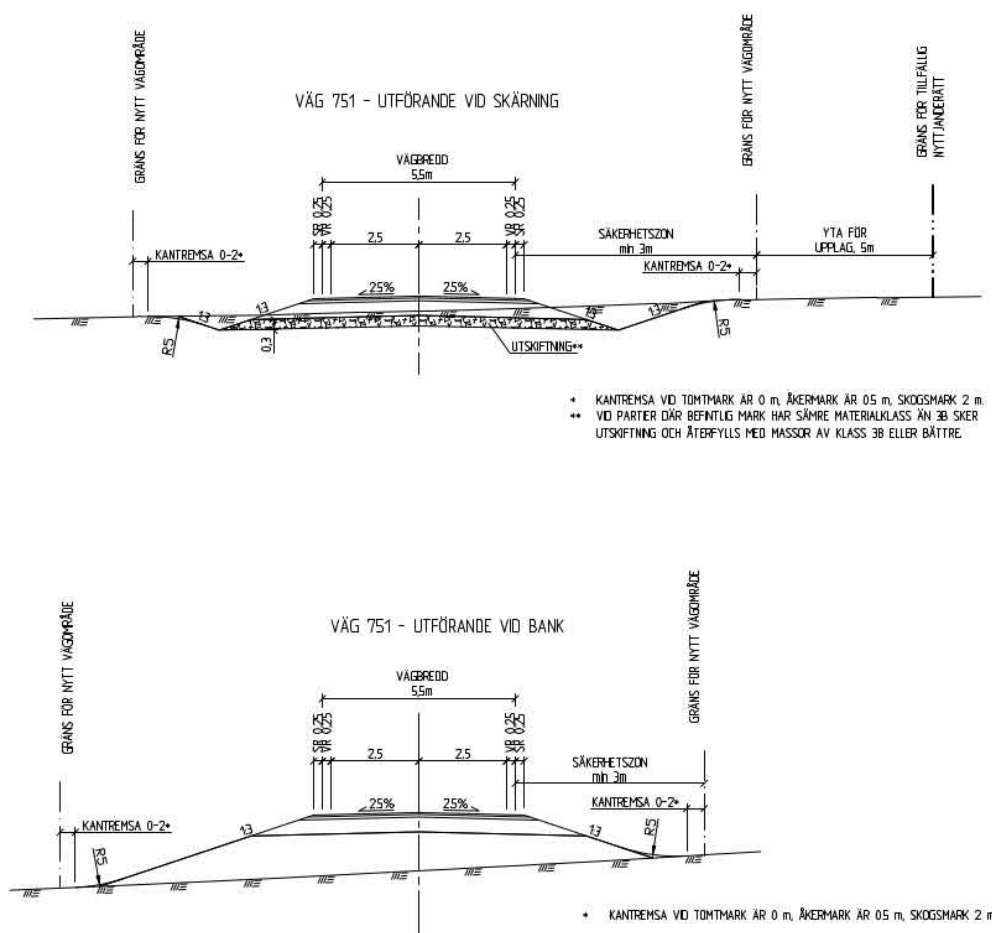 GRÄNS FÖR NYTT VÄGOMRÅDE
GRÄNS FÖR NYTT VÄGOMRÅDE
GRÄNS FÖR TILLFÄLLIG
NYTTJANDERÄTT
VÄG 751 - UTFÖRANDE VID SKÄRNING
VÄGBREDD
5,5m
SR 0,25
VR 0,25
VR 0,25
SR 0,25
2,5
2,5
SÄKERHETSZON
min 3m
YTA FÖR
UPPLAG, 5m
KANTREMSA 0-2*
KANTREMSA 0-2*
2,5%
2,5%
1:3
1:3
1:3
1:3
R5
R5
0,3
UTSKIFTNING**
* KANTREMSA VID TOMTMARK ÄR 0 m, ÅKERMARK ÄR 0,5 m, SKOGSMARK 2 m.
** VID PARTIER DÄR BEFINTLIG MARK HAR SÄMRE MATERIALKLASS ÄN 3B SKER
UTSKIFTNING OCH ÅTERFYLLS MED MASSOR AV KLASS 3B ELLER BÄTTRE.
GRÄNS FÖR NYTT VÄGOMRÅDE
GRÄNS FÖR NYTT VÄGOMRÅDE
VÄG 751 - UTFÖRANDE VID BANK
VÄGBREDD
5,5m
SR 0,25
VR 0,25
VR 0,25
SR 0,25
2,5
2,5
SÄKERHETSZON
min 3m
KANTREMSA 0-2*
KANTREMSA 0-2*
2,5%
2,5%
1:3
1:3
R5
R5
* KANTREMSA VID TOMTMARK ÄR 0 m, ÅKERMARK ÄR 0,5 m, SKOGSMARK 2 m